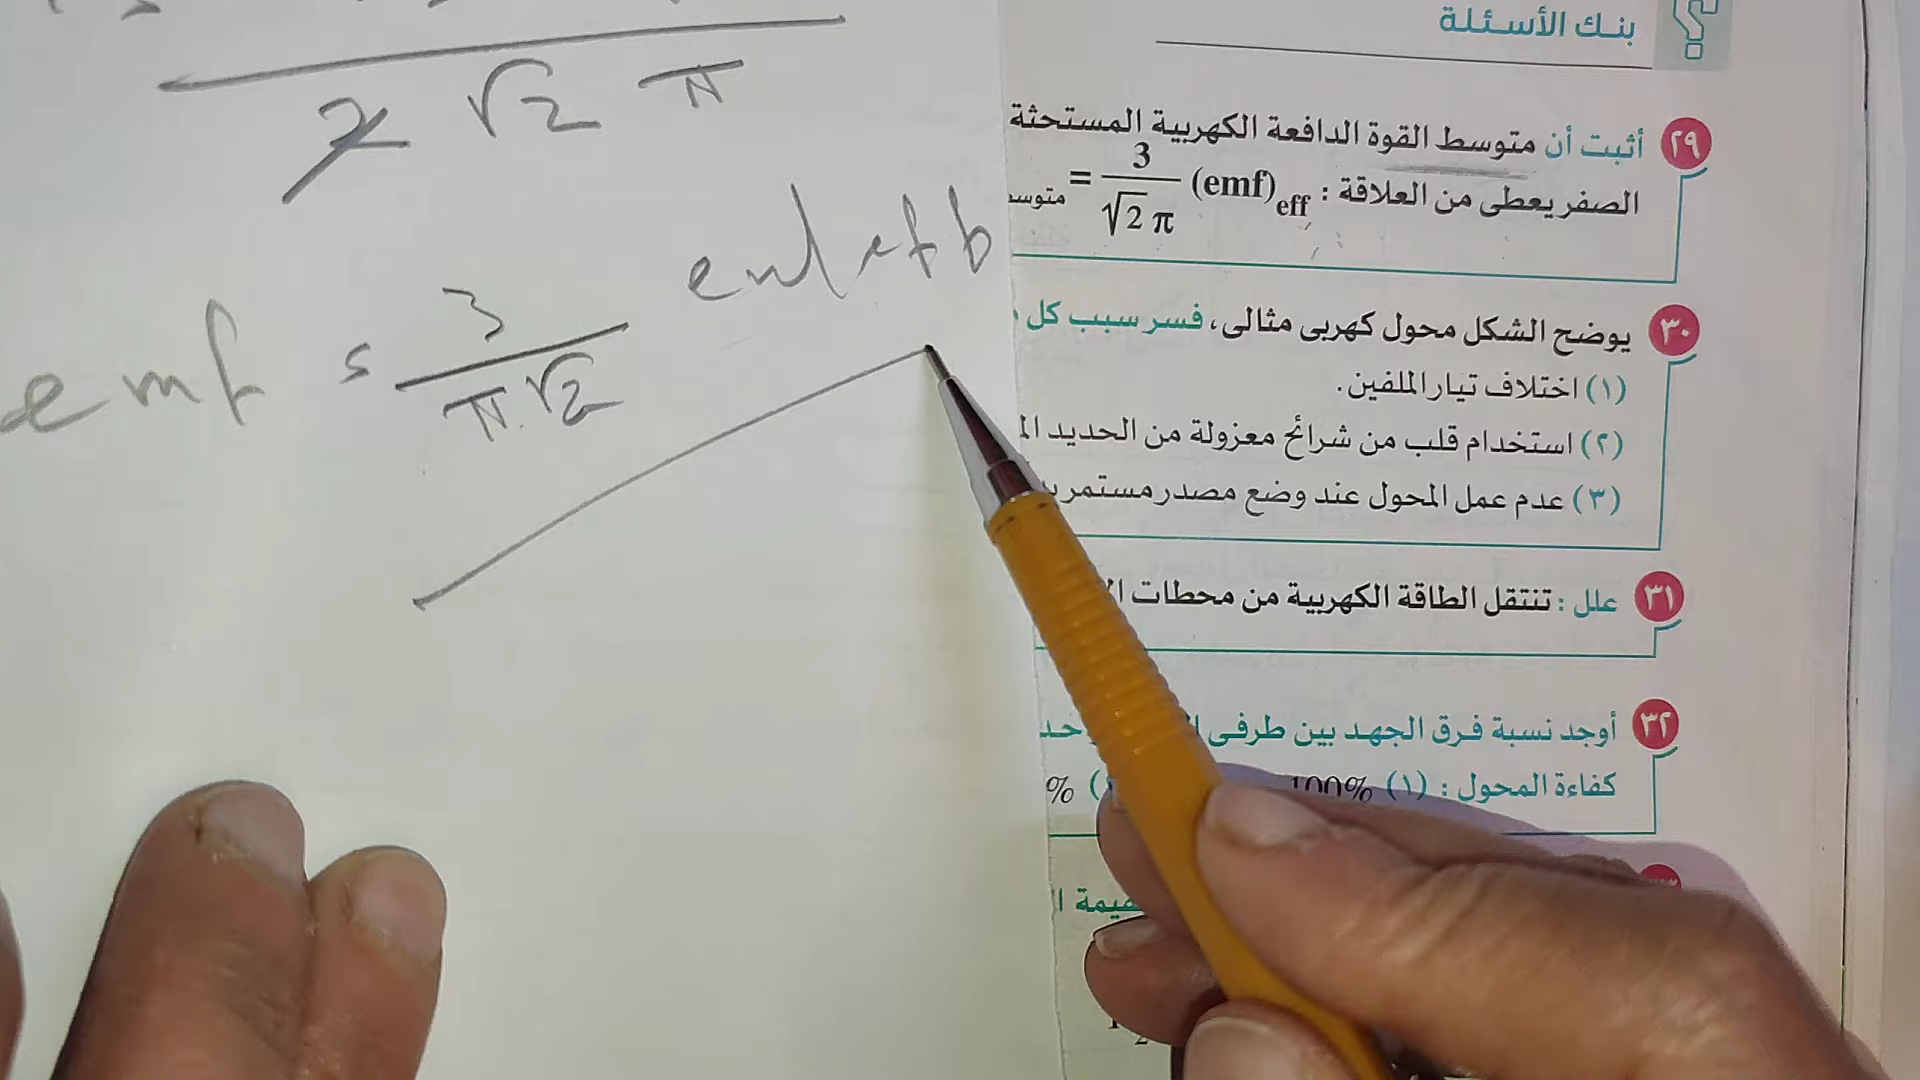 بنك الأسئلة
٢٩ أثبت أن متوسط القوة الدافعة الكهربية المستحثة
الصفر يعطى من العلاقة : (emf)eff 3/√2 π =
٣٠ يوضح الشكل محول كهربى مثالى، فسر سبب كل
(١) اختلاف تيار الملفين.
(٢) استخدام قلب من شرائح معزولة من الحديد
(٣) عدم عمل المحول عند وضع مصدر مستمر
٣١ علل : تنتقل الطاقة الكهربية من محطات
٣٢ أوجد نسبة فرق الجهد بين طرفى
كفاءة المحول : (١) 100% %
2 √2 π
emf = 3/π.√2 emf eff